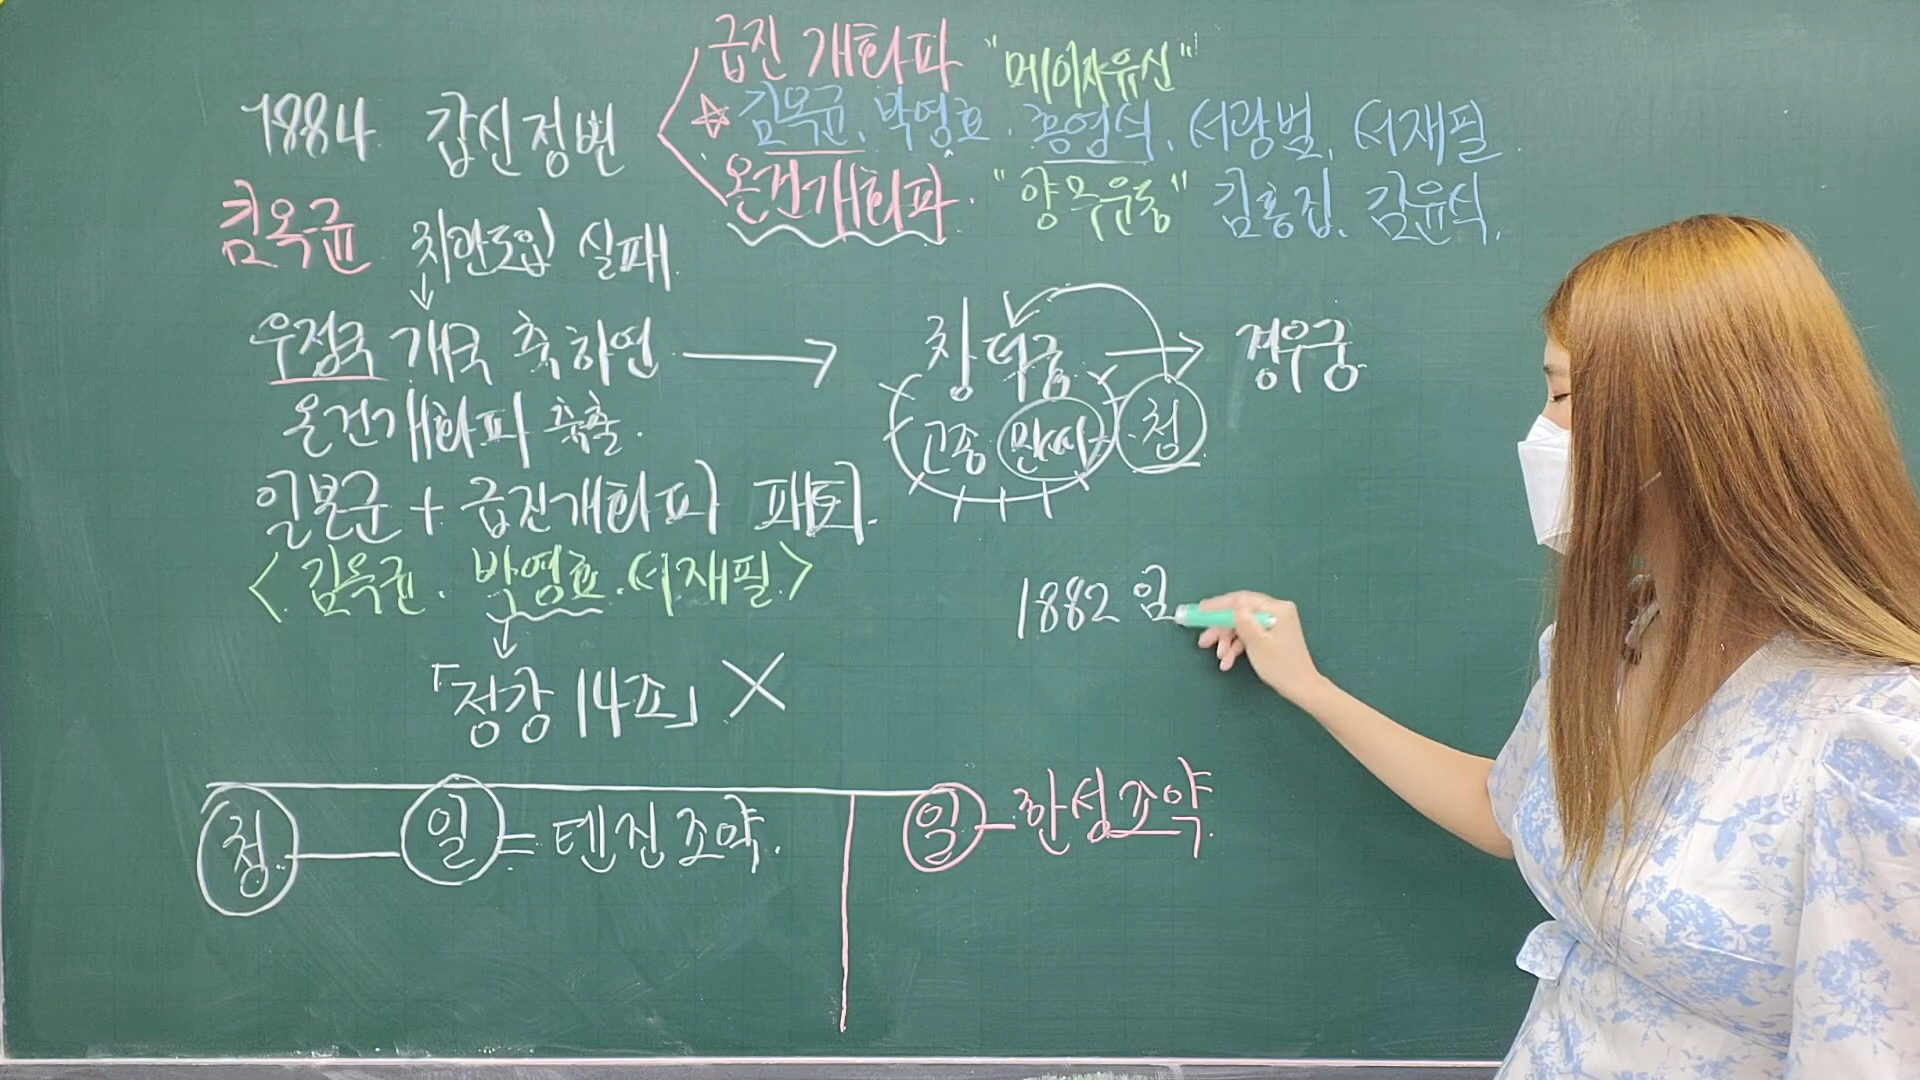 급진 개화파 "메이지유신"
1884 갑신정변 ☆ 김옥균. 박영효. 홍영식. 서광범. 서재필.
온건개화파. "양무운동" 김홍집. 김윤식.
김옥균 차관도입 실패.
↓
우정국 개국 축하연 → 창덕궁 → 경우궁
온건개화파 축출. 고종 민씨 청
일본군 + 급진개화파 패퇴.
<김옥균. 박영효. 서재필>
1882 임
↓
「정강 14조」 X
청 — 일 = 텐진조약. 일 - 한성조약.